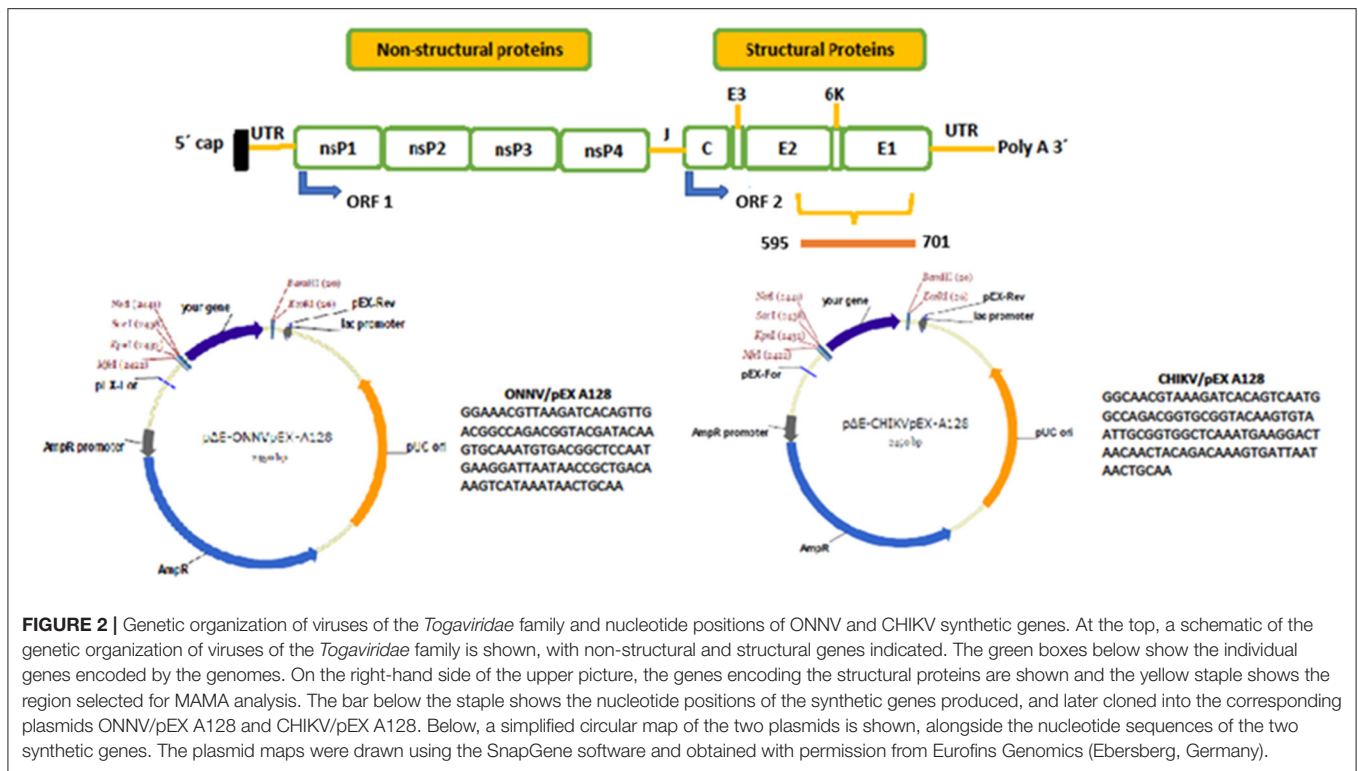 Non-structural proteins
Structural Proteins
E3
6K
5´ cap
UTR
nsP1
nsP2
nsP3
nsP4
J
C
E2
E1
UTR
Poly A 3´
ORF 1
ORF 2
595
701
your gene
pEX-Rev
lac promoter
AmpR promoter
pΔE-ONNVpEX-A128
pUC ori
AmpR
ONNV/pEX A128
GGAAACGTTAAGATCACAGTTG
ACGGCCAGACGGTACGATACAA
GTGCAAATGTGACGGCTCCAAT
GAAGGATTAATAACCGCTGACA
AAGTCATAAATAACTGCAA
your gene
pEX-Rev
lac promoter
pEX-For
AmpR promoter
pΔE-CHIKVpEX-A128
pUC ori
AmpR
CHIKV/pEX A128
GGCAACGTAAAGATCACAGTCAATG
GCCAGACGGTGCGGTACAAGTGTA
ATTGCGGTGGCTCAAATGAAGGACT
AACAACTACAGACAAAGTGATTAAT
AACTGCAA
FIGURE 2 | Genetic organization of viruses of the Togaviridae family and nucleotide positions of ONNV and CHIKV synthetic genes. At the top, a schematic of the
genetic organization of viruses of the Togaviridae family is shown, with non-structural and structural genes indicated. The green boxes below show the individual
genes encoded by the genomes. On the right-hand side of the upper picture, the genes encoding the structural proteins are shown and the yellow staple shows the
region selected for MAMA analysis. The bar below the staple shows the nucleotide positions of the synthetic genes produced, and later cloned into the corresponding
plasmids ONNV/pEX A128 and CHIKV/pEX A128. Below, a simplified circular map of the two plasmids is shown, alongside the nucleotide sequences of the two
synthetic genes. The plasmid maps were drawn using the SnapGene software and obtained with permission from Eurofins Genomics (Ebersberg, Germany).